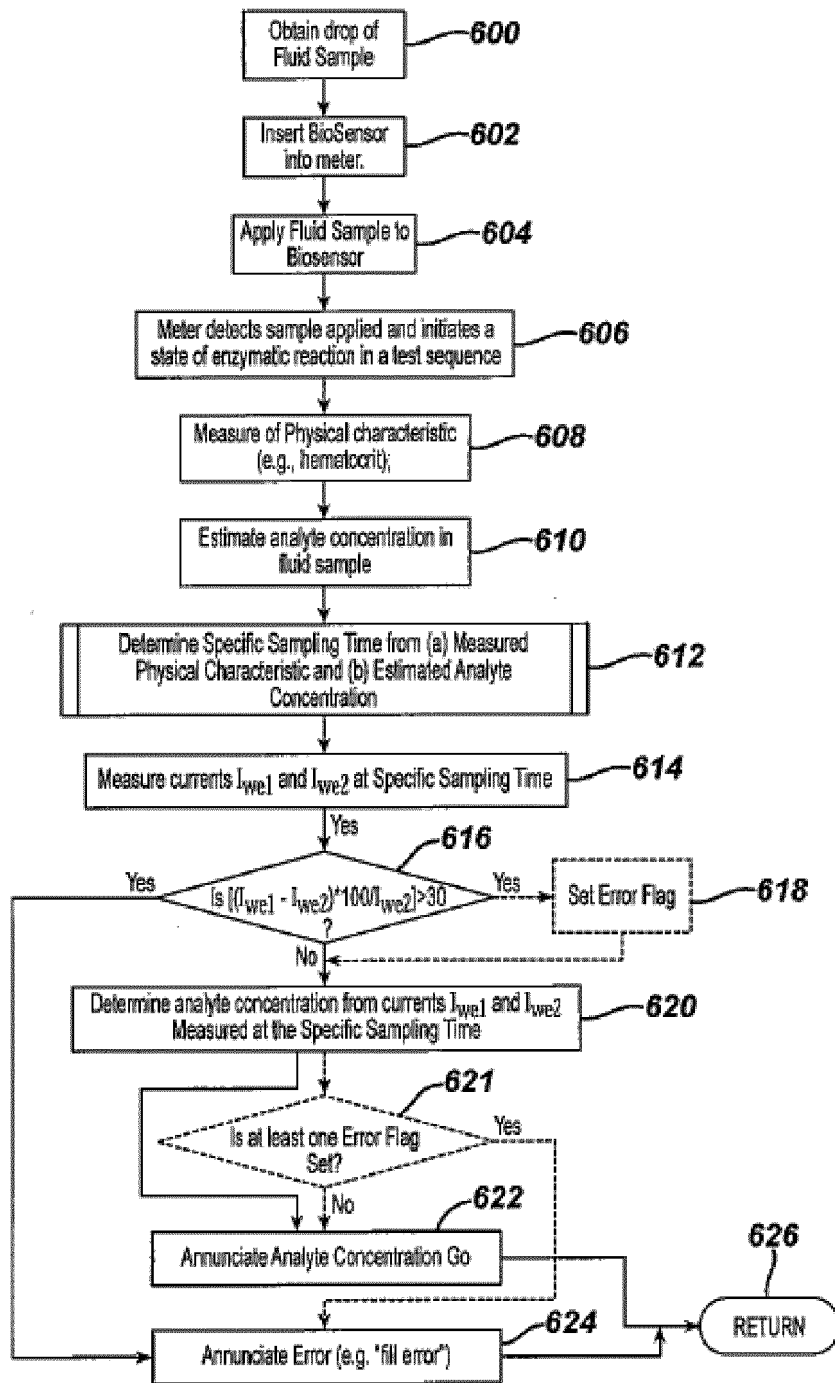 Obtain drop of
Fluid Sample
600
Insert BioSensor
into meter.
602
Apply Fluid Sample to
Biosensor
604
Meter detects sample applied and initiates a
state of enzymatic reaction in a test sequence
606
Measure of Physical characteristic
(e.g., hematocrit);
608
Estimate analyte concentration in
fluid sample
610
Determine Specific Sampling Time from (a) Measured
Physical Characteristic and (b) Estimated Analyte
Concentration
612
Measure currents Iwe1 and Iwe2 at Specific Sampling Time
614
Yes
616
Yes
Is [(Iwe1 - Iwe2)*100/Iwe2]>30
?
Yes
Set Error Flag
618
No
Determine analyte concentration from currents Iwe1 and Iwe2
Measured at the Specific Sampling Time
620
621
Is at least one Error Flag
Set?
Yes
No
622
Annunciate Analyte Concentration Go
626
RETURN
624
Annunciate Error (e.g. "fill error")